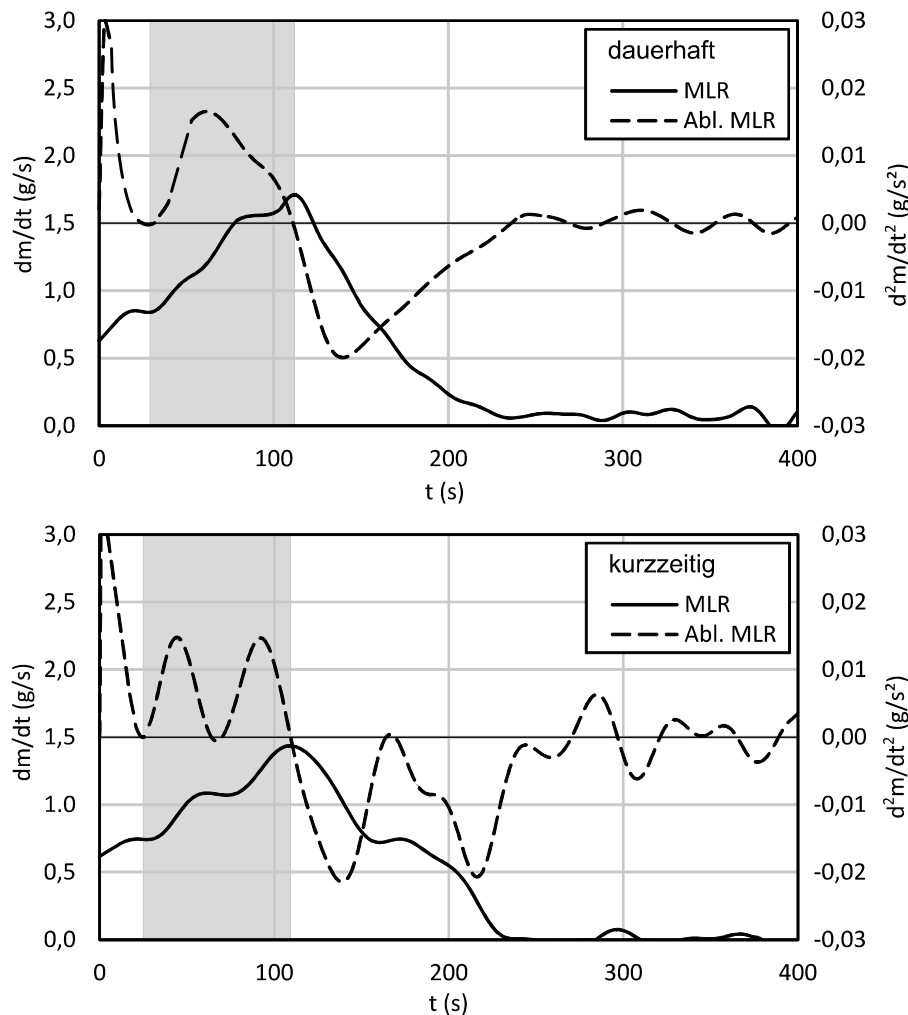 3,0
2,5
2,0
1,5
1,0
0,5
0,0
dm/dt (g/s)
dauerhaft
MLR
Abl. MLR
0,03
0,02
0,01
0,00
-0,01
-0,02
-0,03
d²m/dt² (g/s²)
0 100 200 300 400
t (s)
3,0
2,5
2,0
1,5
1,0
0,5
0,0
dm/dt (g/s)
kurzzeitig
MLR
Abl. MLR
0,03
0,02
0,01
0,00
-0,01
-0,02
-0,03
d²m/dt² (g/s²)
0 100 200 300 400
t (s)